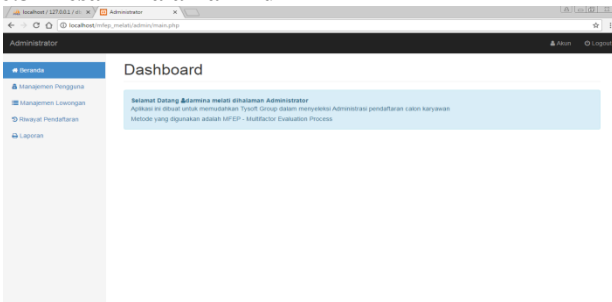 localhost / 127.0.0.1 / d
Administrator
localhost/mfep_melati/admin/main.php
Administrator
Akun
Logout
Beranda
Manajemen Pengguna
Manajemen Lowongan
Riwayat Pendaftaran
Laporan
Dashboard
Selamat Datang darmina melati dihalaman Administrator
Aplikasi ini dibuat untuk memudahkan Tysoft Group dalam menyeleksi Administrasi pendaftaran calon karyawan
Metode yang digunakan adalah MFEP - Multifactor Evaluation Process